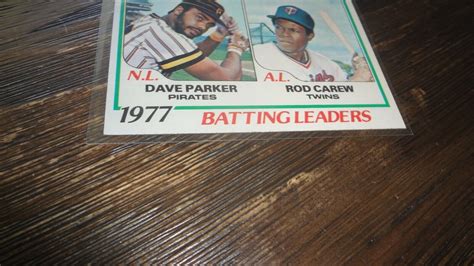 N.L. A.L.
DAVE PARKER ROD CAREW
PIRATES TWINS
1977 BATTING LEADERS